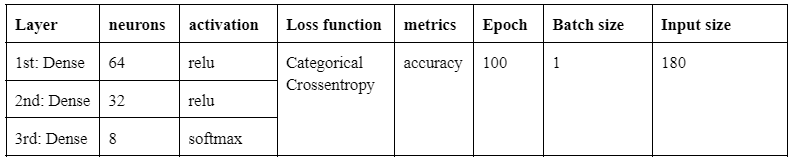 Layer neurons activation Loss function metrics Epoch Batch size Input size
1st: Dense 64 relu Categorical Crossentropy accuracy 100 1 180
2nd: Dense 32 relu
3rd: Dense 8 softmax